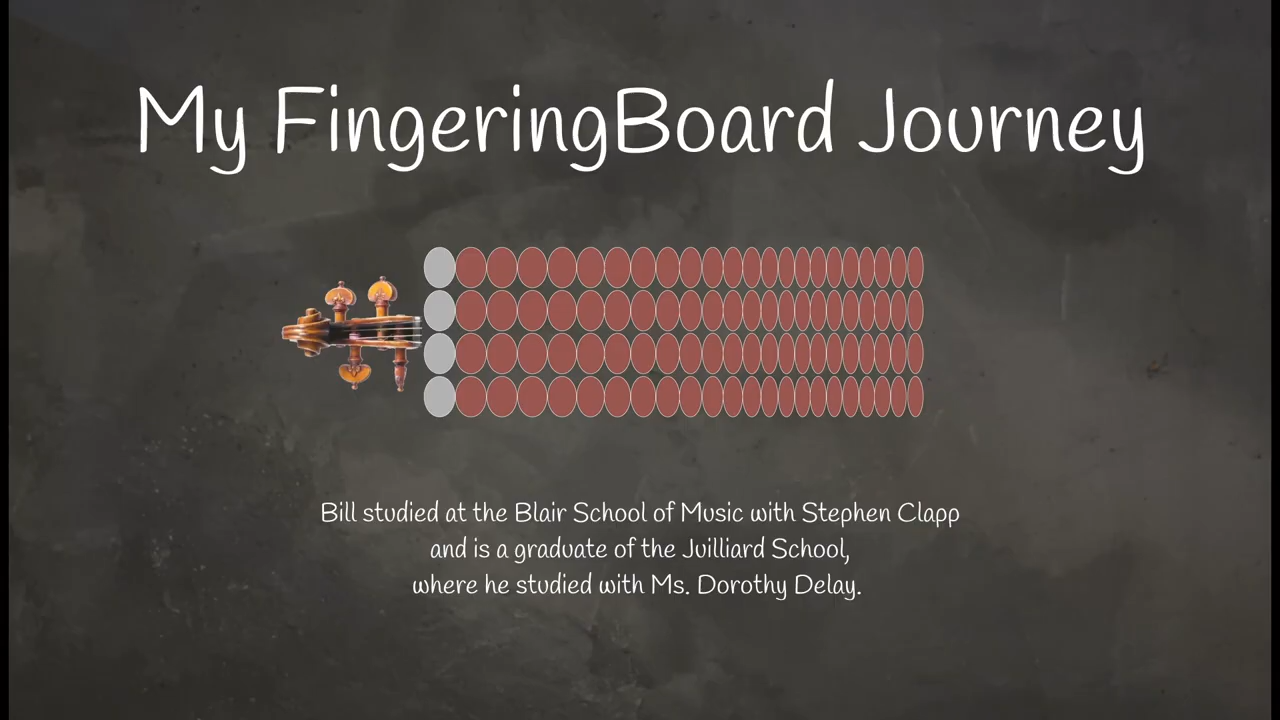 My FingeringBoard Journey
Bill studied at the Blair School of Music with Stephen Clapp
and is a graduate of the Juilliard School,
where he studied with Ms. Dorothy Delay.